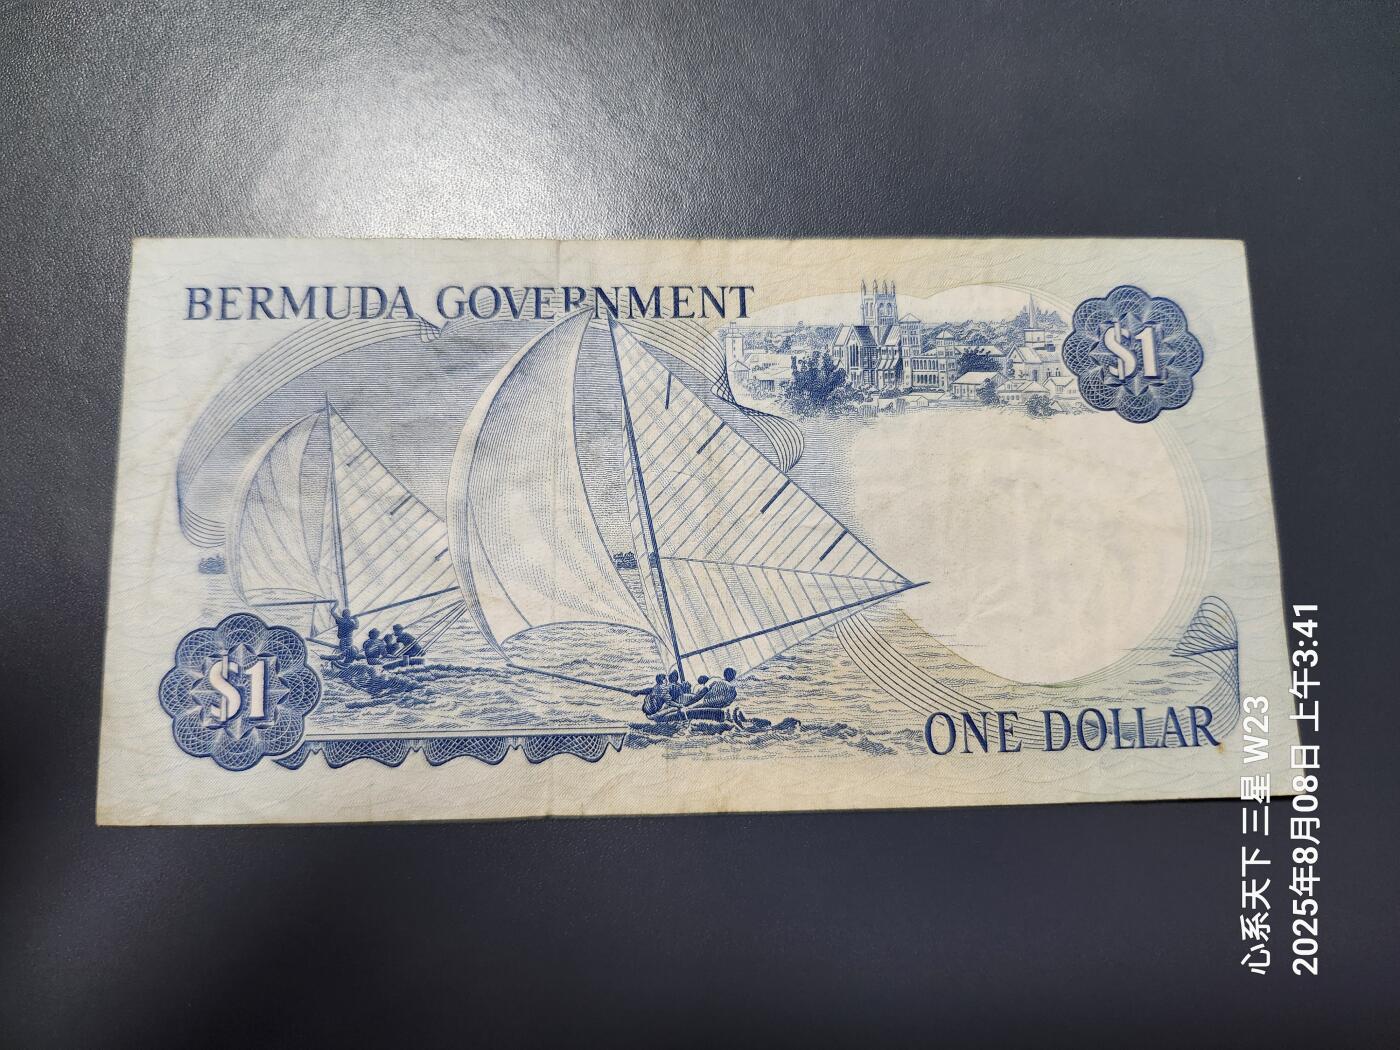 BERMUDA GOVERNMENT
$1
$1
ONE DOLLAR
心系天下 三星 W23
2025年8月08日 上午3:41